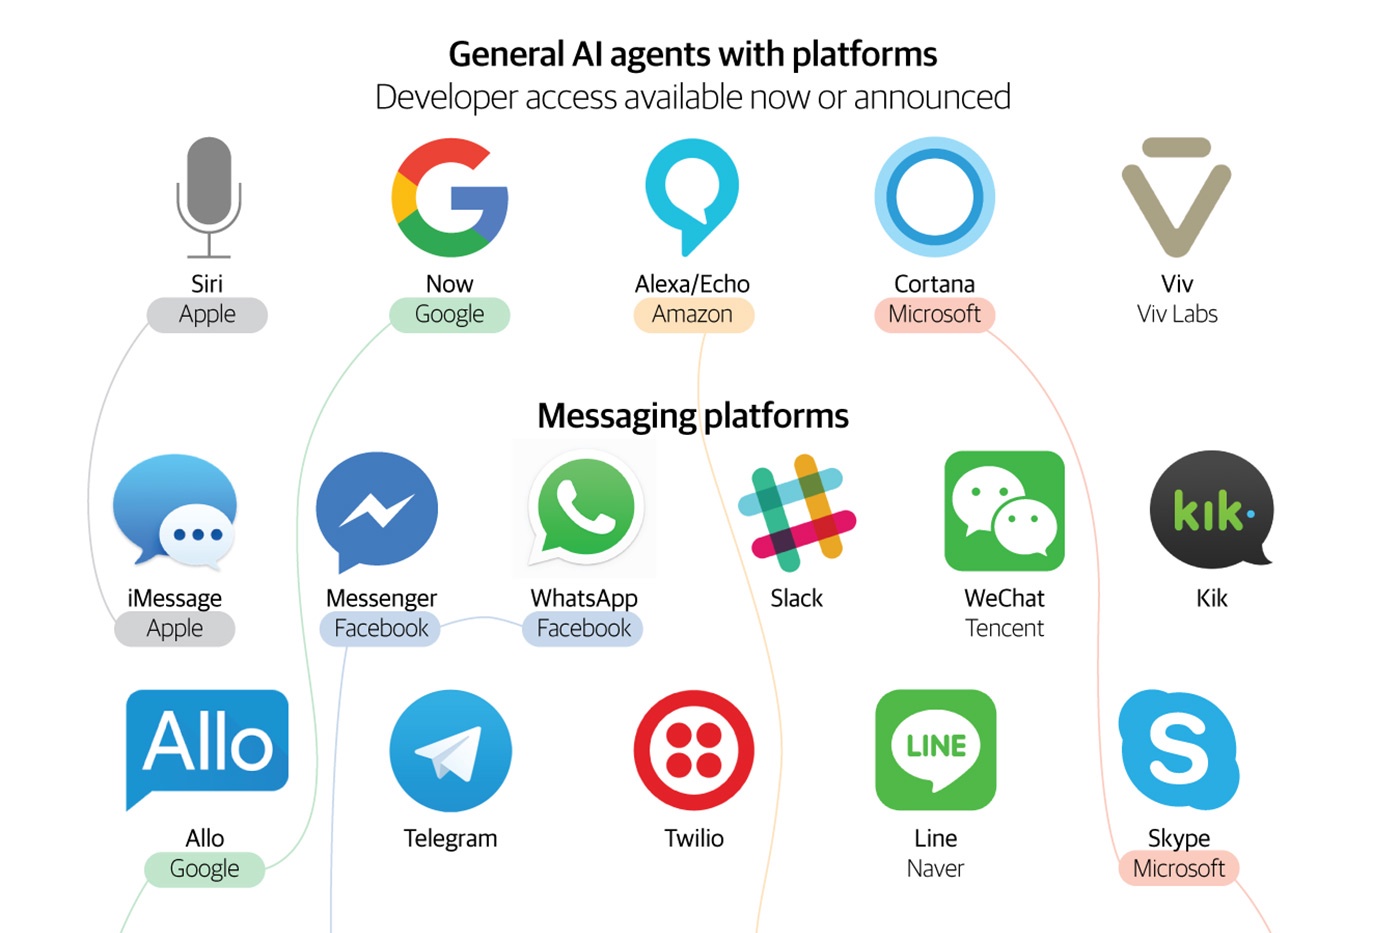 General AI agents with platforms
Developer access available now or announced
Siri
Apple
Now
Google
Alexa/Echo
Amazon
Cortana
Microsoft
Viv
Viv Labs
Messaging platforms
iMessage
Apple
Messenger
Facebook
WhatsApp
Facebook
Slack
WeChat
Tencent
kik.
Kik
Allo
Allo
Google
Telegram
Twilio
LINE
Line
Naver
S
Skype
Microsoft